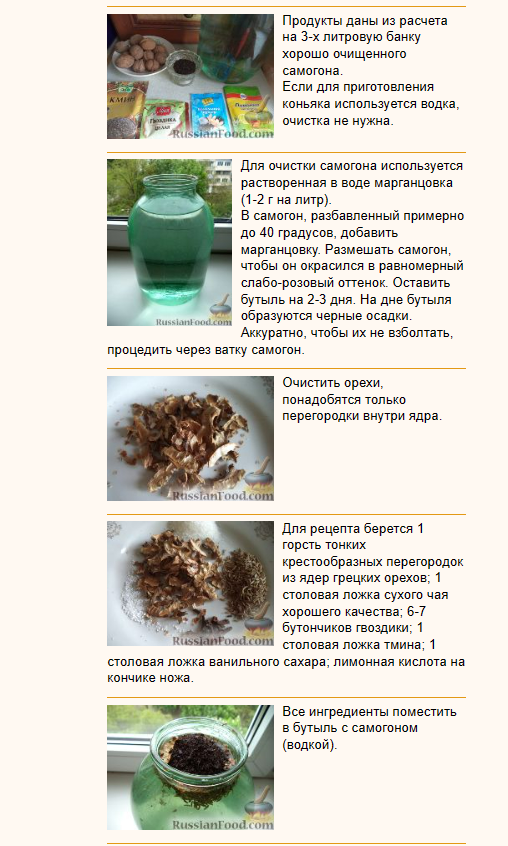 Продукты даны из расчета
на 3-х литровую банку
хорошо очищенного
самогона.
Если для приготовления
коньяка используется водка,
очистка не нужна.
RussianFood.com
Для очистки самогона используется
растворенная в воде марганцовка
(1-2 г на литр).
В самогон, разбавленный примерно
до 40 градусов, добавить
марганцовку. Размешать самогон,
чтобы он окрасился в равномерный
слабо-розовый оттенок. Оставить
бутыль на 2-3 дня. На дне бутыля
образуются черные осадки.
Аккуратно, чтобы их не взболтать,
процедить через ватку самогон.
RussianFood.com
Очистить орехи,
понадобятся только
перегородки внутри ядра.
RussianFood.com
Для рецепта берется 1
горсть тонких
крестообразных перегородок
из ядер грецких орехов; 1
столовая ложка сухого чая
хорошего качества; 6-7
бутончиков гвоздики; 1
столовая ложка тмина; 1
столовая ложка ванильного сахара; лимонная кислота на
кончике ножа.
RussianFood.com
Все ингредиенты поместить
в бутыль с самогоном
(водкой).
RussianFood.com